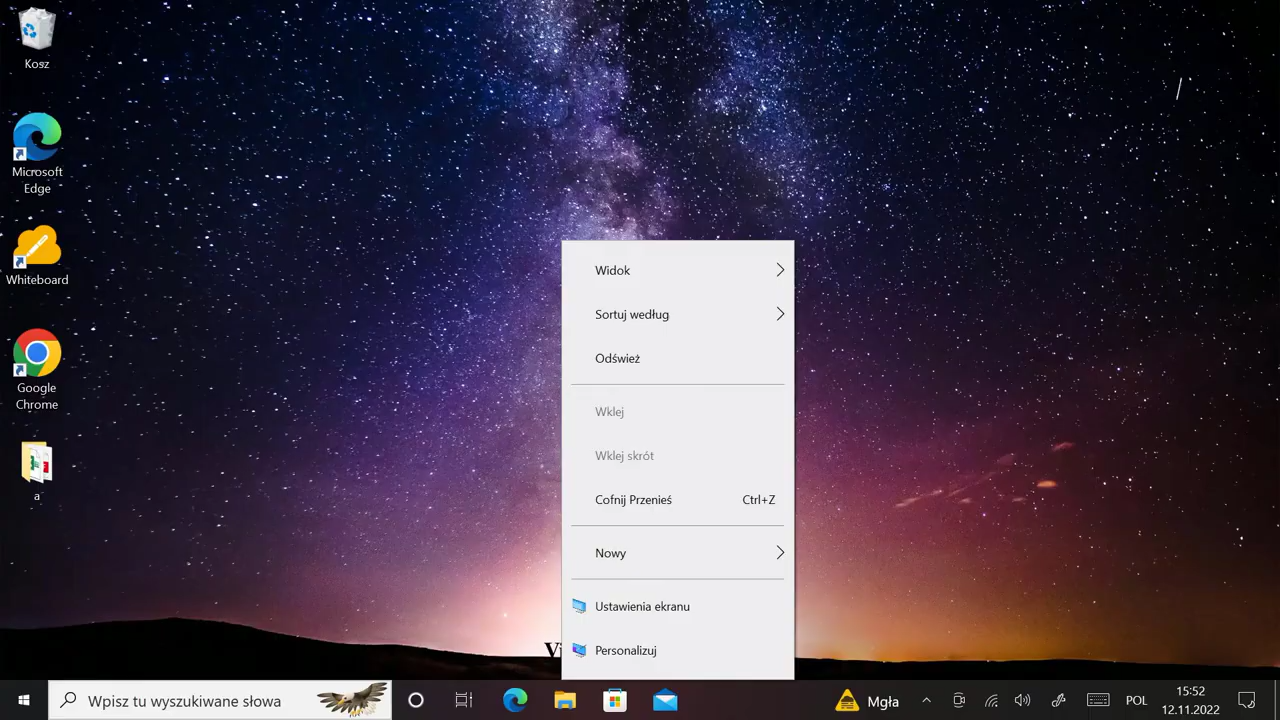 Kosz
Microsoft
Edge
Whiteboard
Google
Chrome
a
Widok
Sortuj według
Odśwież
Wklej
Wklej skrót
Cofnij Przenieś Ctrl+Z
Nowy
Ustawienia ekranu
Personalizuj
Wpisz tu wyszukiwane słowa
Mgła
POL
15:52
12.11.2022